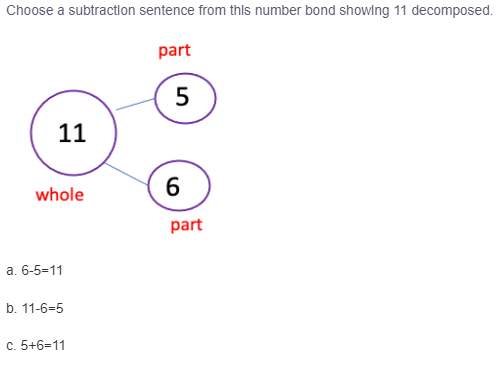 Choose a subtraction sentence from this number bond showing 11 decomposed.
part
5
11
6
whole
part
a. 6-5=11
b. 11-6=5
c. 5+6=11